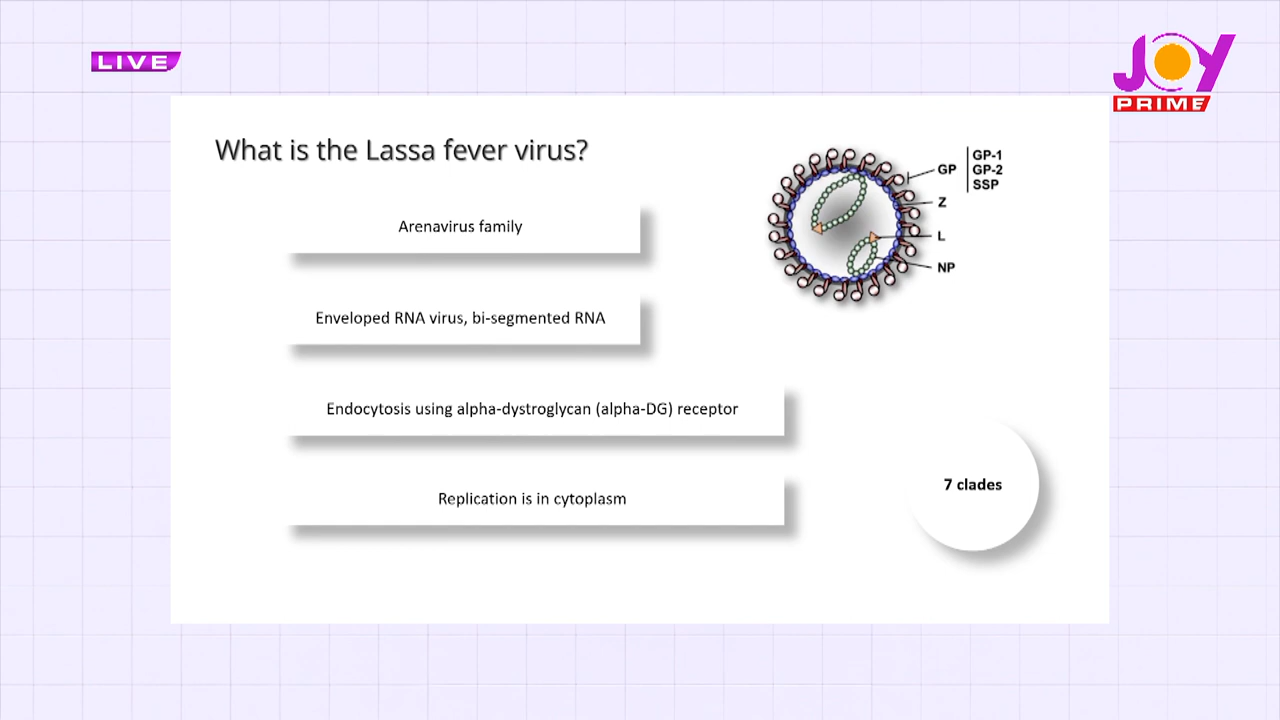 LIVE
JOY
PRIME
What is the Lassa fever virus?
GP
GP-1
GP-2
SSP
Z
L
NP
Arenavirus family
Enveloped RNA virus, bi-segmented RNA
Endocytosis using alpha-dystroglycan (alpha-DG) receptor
Replication is in cytoplasm
7 clades